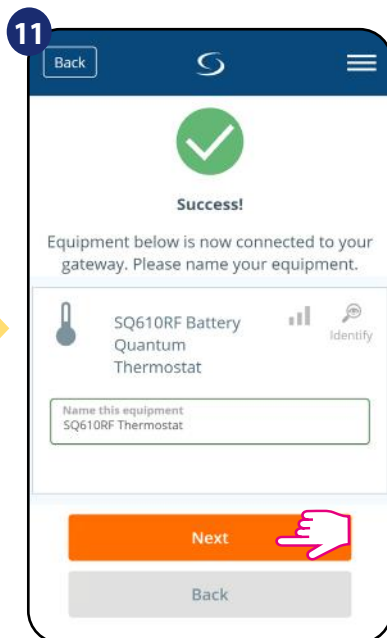 11
Back
Success!
Equipment below is now connected to your
gateway. Please name your equipment.
SQ610RF Battery
Quantum
Thermostat
Identify
Name this equipment
SQ610RF Thermostat
Next
Back